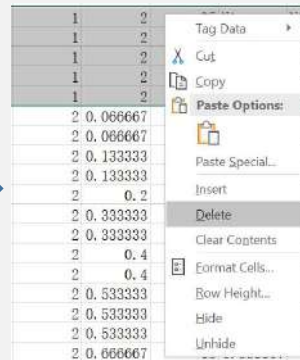 1 2
1 2
1 2
1 2
1 2
2 0.066667
2 0.066667
2 0.133333
2 0.133333
2 0.2
2 0.333333
2 0.333333
2 0.4
2 0.4
2 0.533333
2 0.533333
2 0.533333
2 0.666667
Tag Data
Cut
Copy
Paste Options:
Paste Special...
Insert
Delete
Clear Contents
Format Cells...
Row Height...
Hide
Unhide